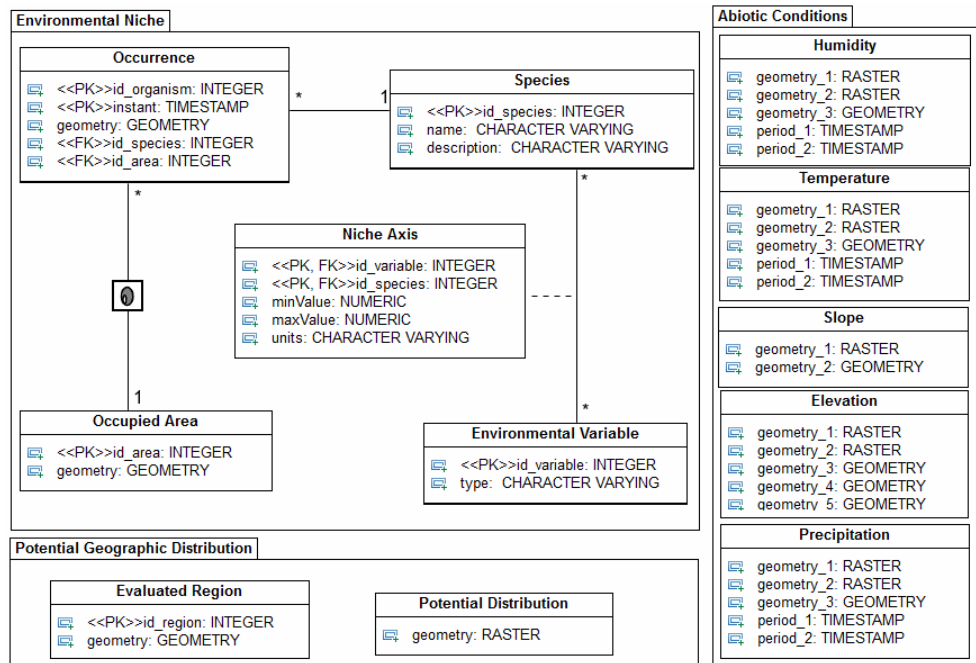 Environmental Niche
Occurrence
<<PK>>id_organism: INTEGER
<<PK>>instant: TIMESTAMP
geometry: GEOMETRY
<<FK>>id_species: INTEGER
<<FK>>id_area: INTEGER
*
1
Species
<<PK>>id_species: INTEGER
name: CHARACTER VARYING
description: CHARACTER VARYING
*
*
Niche Axis
<<PK, FK>>id_variable: INTEGER
<<PK, FK>>id_species: INTEGER
minValue: NUMERIC
maxValue: NUMERIC
units: CHARACTER VARYING
1
*
Occupied Area
<<PK>>id_area: INTEGER
geometry: GEOMETRY
Environmental Variable
<<PK>>id_variable: INTEGER
type: CHARACTER VARYING
Potential Geographic Distribution
Evaluated Region
<<PK>>id_region: INTEGER
geometry: GEOMETRY
Potential Distribution
geometry: RASTER
Abiotic Conditions
Humidity
geometry_1: RASTER
geometry_2: RASTER
geometry_3: GEOMETRY
period_1: TIMESTAMP
period_2: TIMESTAMP
Temperature
geometry_1: RASTER
geometry_2: RASTER
geometry_3: GEOMETRY
period_1: TIMESTAMP
period_2: TIMESTAMP
Slope
geometry_1: RASTER
geometry_2: GEOMETRY
Elevation
geometry_1: RASTER
geometry_2: RASTER
geometry_3: GEOMETRY
geometry_4: GEOMETRY
geometry_5: GEOMETRY
Precipitation
geometry_1: RASTER
geometry_2: RASTER
geometry_3: GEOMETRY
period_1: TIMESTAMP
period_2: TIMESTAMP